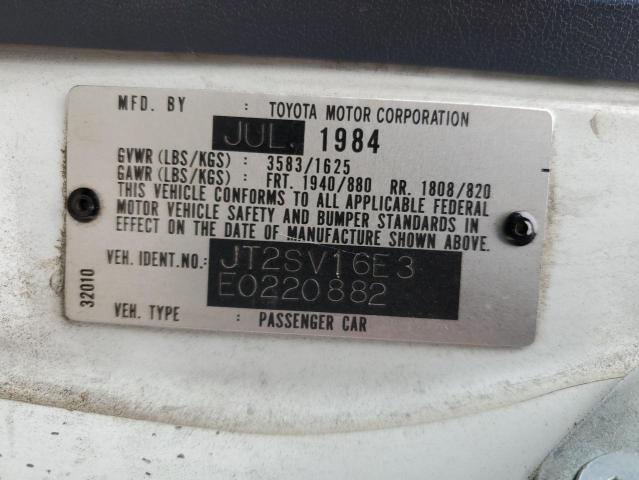 MFD. BY : TOYOTA MOTOR CORPORATION
JUL. 1984
GVWR (LBS/KGS) : 3583/1625
GAWR (LBS/KGS) : FRT. 1940/880 RR. 1808/820
THIS VEHICLE CONFORMS TO ALL APPLICABLE FEDERAL
MOTOR VEHICLE SAFETY AND BUMPER STANDARDS IN
EFFECT ON THE DATE OF MANUFACTURE SHOWN ABOVE.
VEH. IDENT.NO.: JT2SV16E3
E0220882
VEH. TYPE : PASSENGER CAR
32010